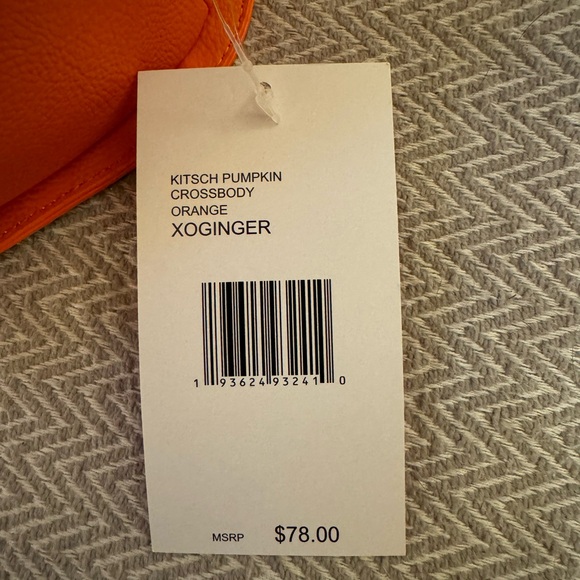 KITSCH PUMPKIN
CROSSBODY
ORANGE
XOGINGER
1 93624 93241 0
MSRP $78.00